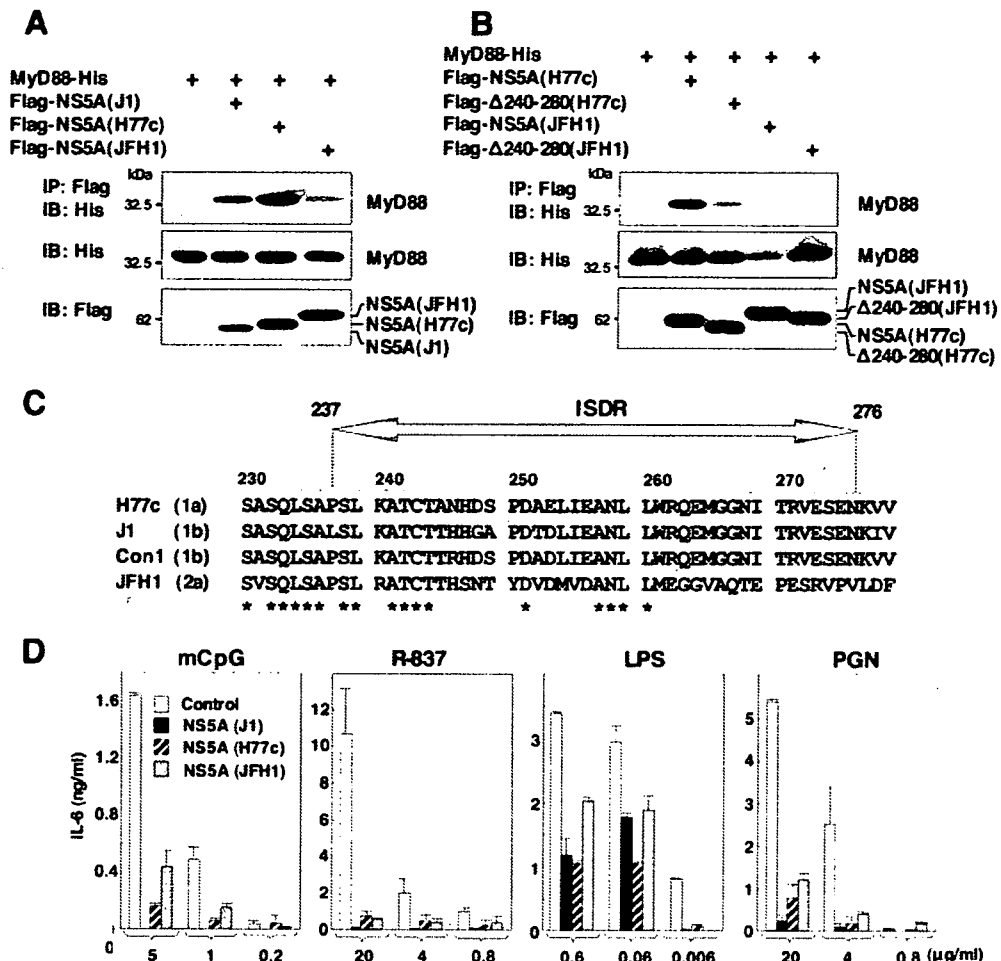 A
MyD88-His + + + +
Flag-NS5A(J1) +
Flag-NS5A(H77c) +
Flag-NS5A(JFH1) +
kDa
IP: Flag
IB: His
32.5
MyD88
IB: His
32.5
MyD88
IB: Flag
62
NS5A(JFH1)
NS5A(H77c)
NS5A(J1)
B
MyD88-His + + + + +
Flag-NS5A(H77c) +
Flag-Δ240-280(H77c) +
Flag-NS5A(JFH1) +
Flag-Δ240-280(JFH1) +
kDa
IP: Flag
IB: His
32.5
MyD88
IB: His
32.5
MyD88
IB: Flag
62
NS5A(JFH1)
Δ240-280(JFH1)
NS5A(H77c)
Δ240-280(H77c)
C
237 ISDR 276
230 240 250 260 270
H77c (1a) SASQLSAPSL KATCTANHDS PDAELIEANL LWRQEMGGNI TRVESENKVV
J1 (1b) SASQLSALSL KATCTTHHGA PDTDLIEANL LWRQEMGGNI TRVESENKIV
Con1 (1b) SASQLSAPSL KATCTTRHDS PDADLIEANL LWRQEMGGNI TRVESENKVV
JFH1 (2a) SVSQLSAPSL RATCTTHSNT YDVDMVDANL LMEGGVAQTE PESRVPVLDF
* ***** ** **** * *** *
D
mCpG R-837 LPS PGN
IL-6 (ng/ml)
1.6
1.2
0.8
0.4
Control
NS5A (J1)
NS5A (H77c)
NS5A (JFH1)
5 1 0.2
12
10
8
6
4
2
0
20 4 0.8
3
2
1
0
0.6 0.06 0.006
5
4
3
2
1
0
20 4 0.8 (μg/ml)